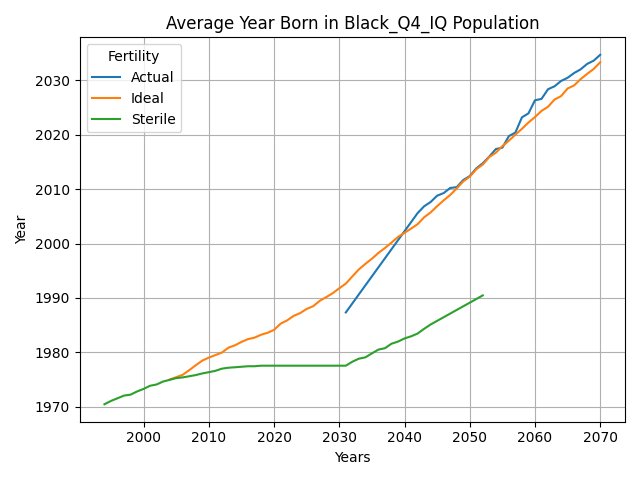 Average Year Born in Black_Q4_IQ Population
Fertility
Actual
Ideal
Sterile
Year
2030
2020
2010
2000
1990
1980
1970
2000 2010 2020 2030 2040 2050 2060 2070
Years